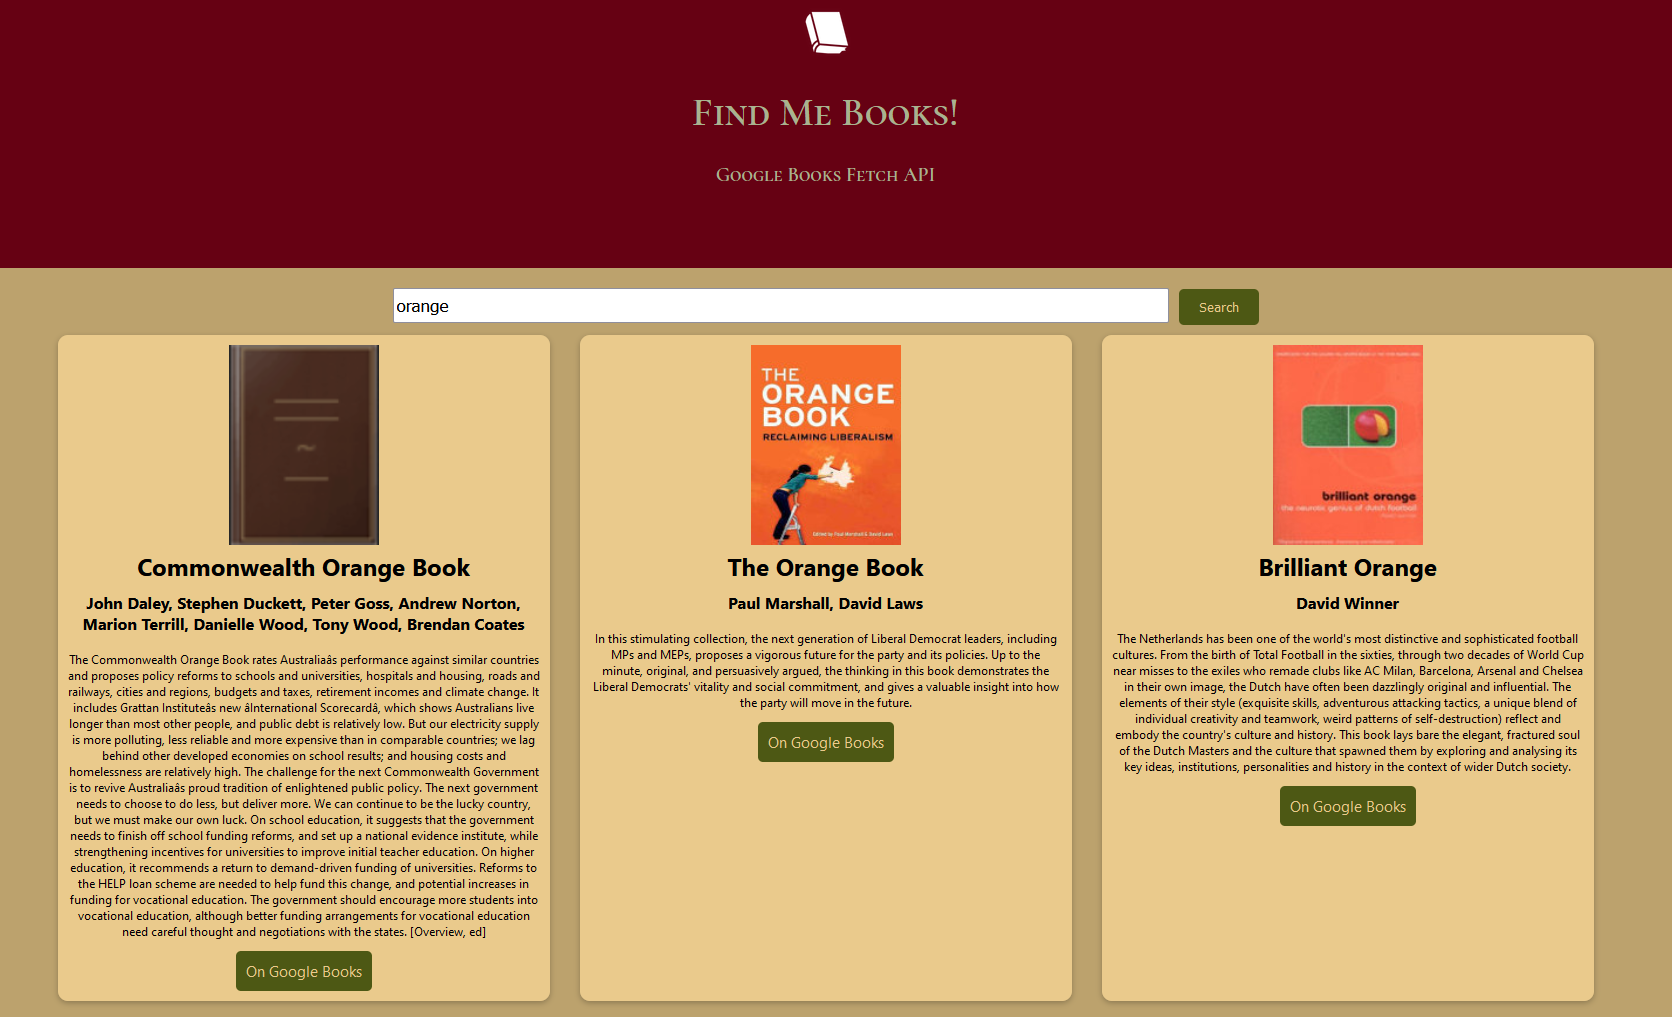 Find Me Books!
Google Books Fetch API
orange
Search
THE
ORANGE
BOOK
RECLAIMING LIBERALISM
Edited by Paul Marshall & David Laws
brilliant orange
the neurotic genius of dutch football
Commonwealth Orange Book
John Daley, Stephen Duckett, Peter Goss, Andrew Norton,
Marion Terrill, Danielle Wood, Tony Wood, Brendan Coates
The Commonwealth Orange Book rates Australiaâs performance against similar countries
and proposes policy reforms to schools and universities, hospitals and housing, roads and
railways, cities and regions, budgets and taxes, retirement incomes and climate change. It
includes Grattan Instituteâs new âInternational Scorecardâ, which shows Australians live
longer than most other people, and public debt is relatively low. But our electricity supply
is more polluting, less reliable and more expensive than in comparable countries; we lag
behind other developed economies on school results; and housing costs and
homelessness are relatively high. The challenge for the next Commonwealth Government
is to revive Australiaâs proud tradition of enlightened public policy. The next government
needs to choose to do less, but deliver more. We can continue to be the lucky country,
but we must make our own luck. On school education, it suggests that the government
needs to finish off school funding reforms, and set up a national evidence institute, while
strengthening incentives for universities to improve initial teacher education. On higher
education, it recommends a return to demand-driven funding of universities. Reforms to
the HELP loan scheme are needed to help fund this change, and potential increases in
funding for vocational education. The government should encourage more students into
vocational education, although better funding arrangements for vocational education
need careful thought and negotiations with the states. [Overview, ed]
On Google Books
The Orange Book
Paul Marshall, David Laws
In this stimulating collection, the next generation of Liberal Democrat leaders, including
MPs and MEPs, proposes a vigorous future for the party and its policies. Up to the
minute, original, and persuasively argued, the thinking in this book demonstrates the
Liberal Democrats' vitality and social commitment, and gives a valuable insight into how
the party will move in the future.
On Google Books
Brilliant Orange
David Winner
The Netherlands has been one of the world's most distinctive and sophisticated football
cultures. From the birth of Total Football in the sixties, through two decades of World Cup
near misses to the exiles who remade clubs like AC Milan, Barcelona, Arsenal and Chelsea
in their own image, the Dutch have often been dazzlingly original and influential. The
elements of their style (exquisite skills, adventurous attacking tactics, a unique blend of
individual creativity and teamwork, weird patterns of self-destruction) reflect and
embody the country's culture and history. This book lays bare the elegant, fractured soul
of the Dutch Masters and the culture that spawned them by exploring and analysing its
key ideas, institutions, personalities and history in the context of wider Dutch society.
On Google Books